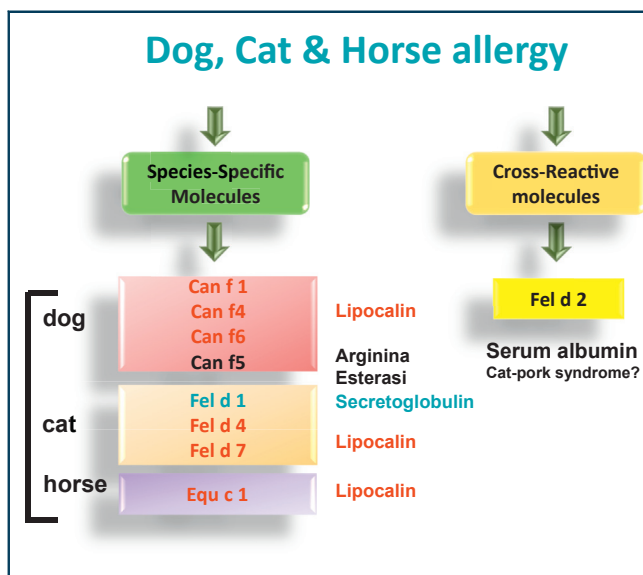 Dog, Cat & Horse allergy
Species-Specific
Molecules
Cross-Reactive
molecules
dog
Can f 1
Can f4
Can f6
Can f5
Lipocalin
Arginina
Esterasi
cat
Fel d 1
Fel d 4
Fel d 7
Secretoglobulin
Lipocalin
horse
Equ c 1
Lipocalin
Fel d 2
Serum albumin
Cat-pork syndrome?